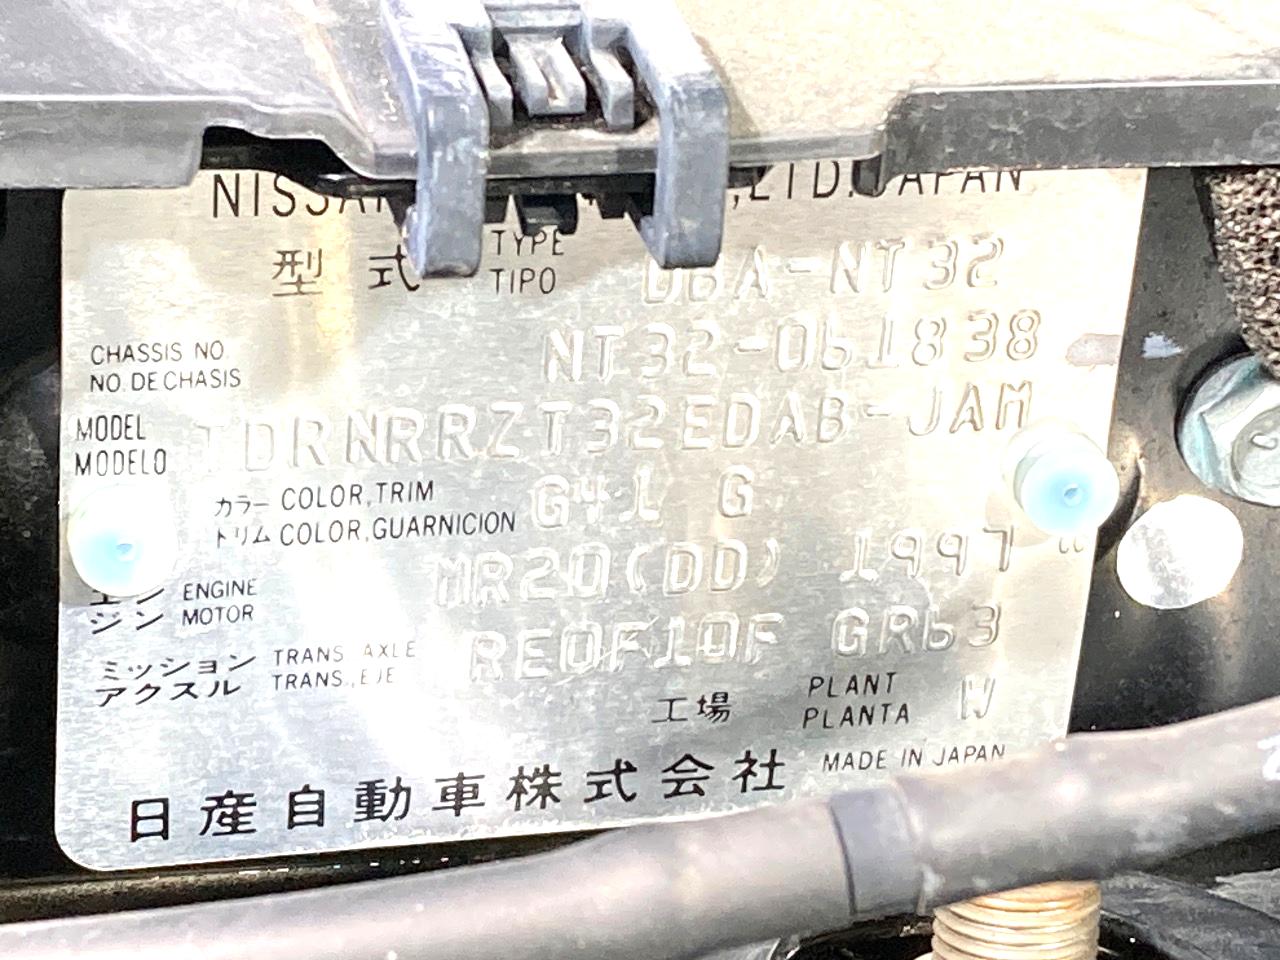 NISSAN ,LTD. JAPAN
型 式 TYPE TIPO DBA-NT32
CHASSIS NO. NO.DE CHASIS NT32-061838
MODEL MODELO TDRNRRZT32EDAB-JAM
カラー COLOR,TRIM G41 G
トリム COLOR,GUARNICION
エン ENGINE MR20(DD) 1997 cc
ジン MOTOR
ミッション TRANS AXLE RE0F10F GR63
アクスル TRANS.,EJE
工場 PLANT PLANTA W
日産自動車株式会社 MADE IN JAPAN